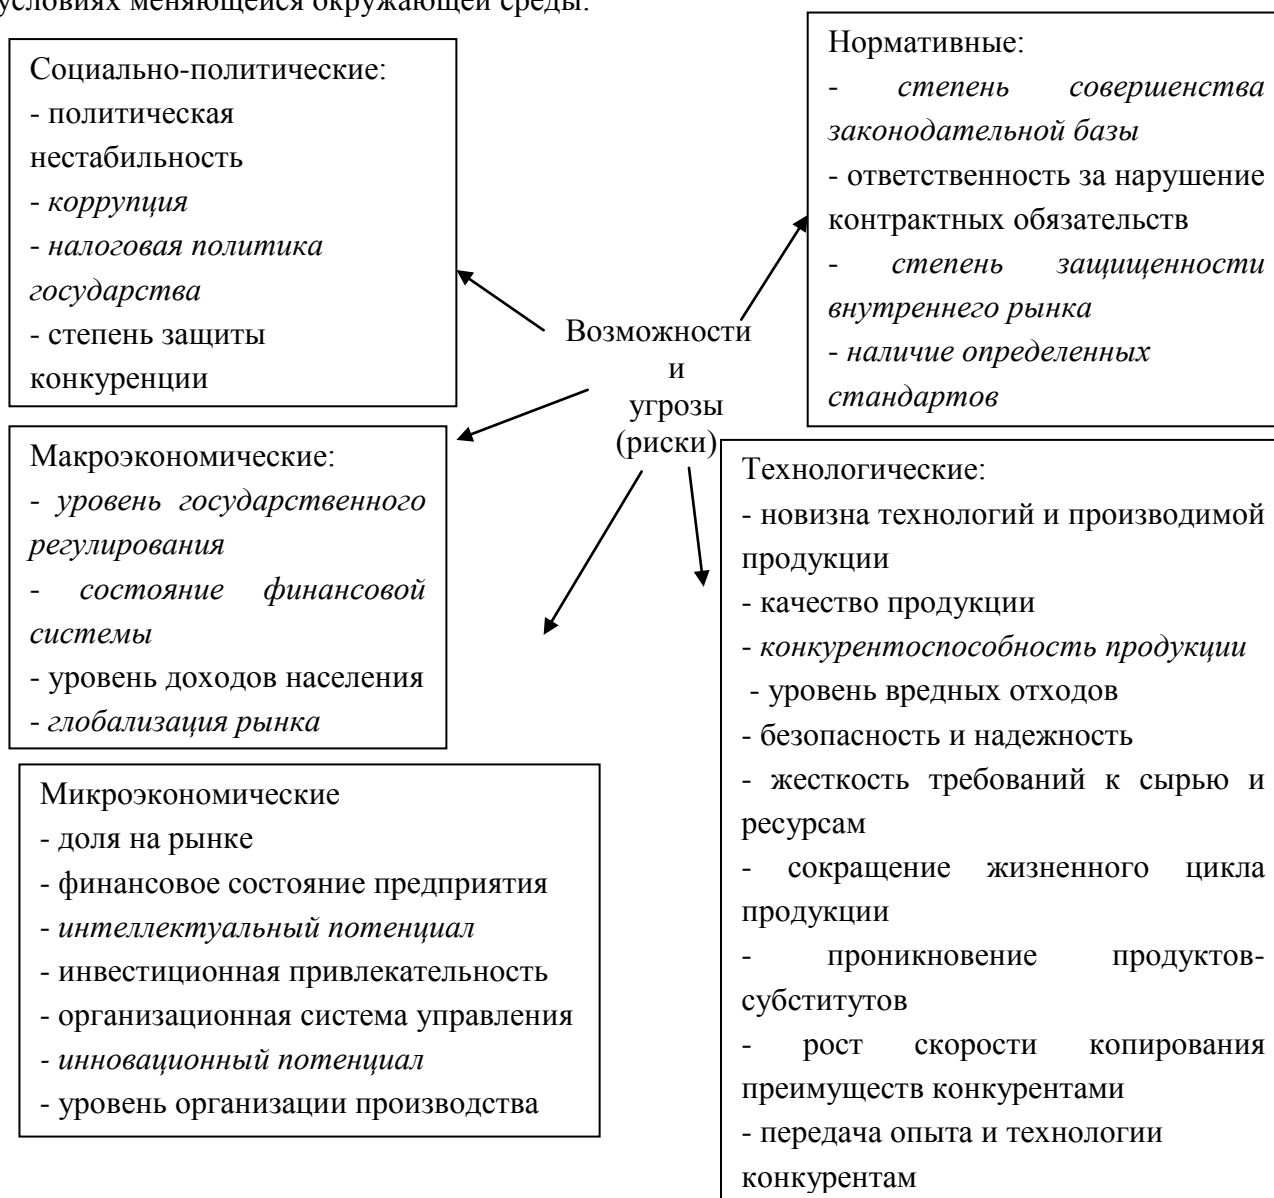 условиях меняющейся окружающей среды.
Социально-политические:
- политическая
нестабильность
- коррупция
- налоговая политика
государства
- степень защиты
конкуренции
Нормативные:
- степень совершенства
законодательной базы
- ответственность за нарушение
контрактных обязательств
- степень защищенности
внутреннего рынка
- наличие определенных
стандартов
Возможности
и
угрозы
(риски)
Макроэкономические:
- уровень государственного
регулирования
- состояние финансовой
системы
- уровень доходов населения
- глобализация рынка
Технологические:
- новизна технологий и производимой
продукции
- качество продукции
- конкурентоспособность продукции
- уровень вредных отходов
- безопасность и надежность
- жесткость требований к сырью и
ресурсам
- сокращение жизненного цикла
продукции
- проникновение продуктов-
субститутов
- рост скорости копирования
преимуществ конкурентами
- передача опыта и технологии
конкурентам
Микроэкономические
- доля на рынке
- финансовое состояние предприятия
- интеллектуальный потенциал
- инвестиционная привлекательность
- организационная система управления
- инновационный потенциал
- уровень организации производства